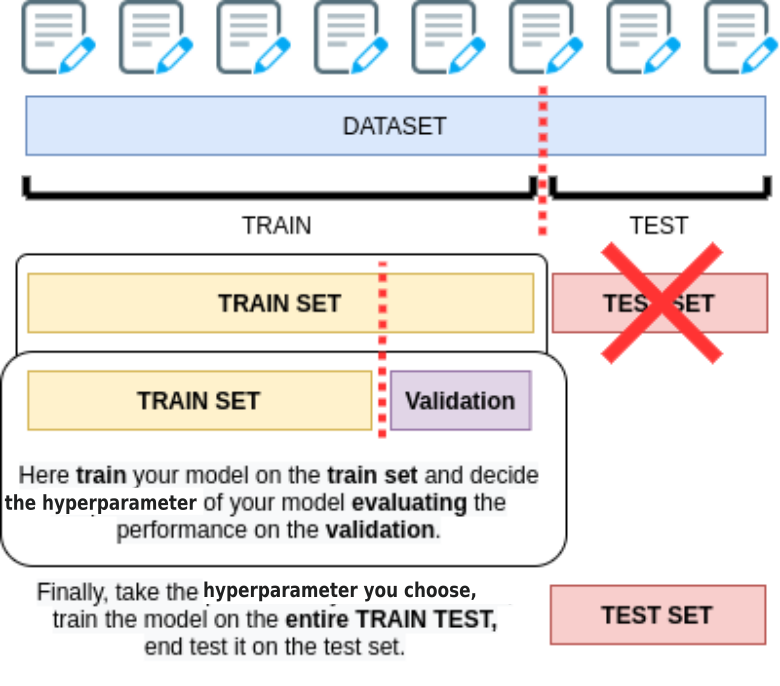 DATASET
TRAIN
TEST
TRAIN SET
TEST SET
TRAIN SET
Validation
Here train your model on the train set and decide
the hyperparameter of your model evaluating the
performance on the validation.
Finally, take the hyperparameter you choose,
train the model on the entire TRAIN TEST,
end test it on the test set.
TEST SET